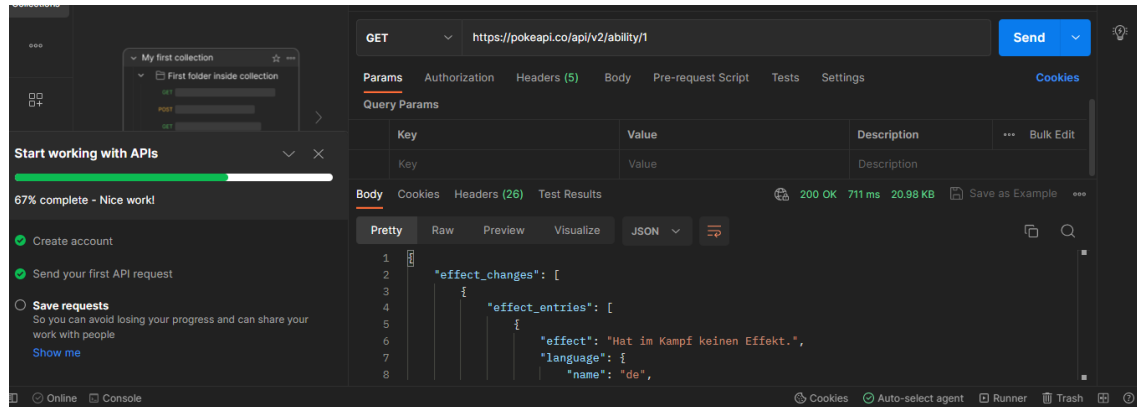 Collections
GET https://pokeapi.co/api/v2/ability/1 Send
My first collection
First folder inside collection
GET
POST
GET
Params Authorization Headers (5) Body Pre-request Script Tests Settings Cookies
Query Params
Key Value Description Bulk Edit
Key Value Description
Start working with APIs
67% complete - Nice work!
Create account
Send your first API request
Save requests
So you can avoid losing your progress and can share your
work with people
Show me
Body Cookies Headers (26) Test Results 200 OK 711 ms 20.98 KB Save as Example
Pretty Raw Preview Visualize JSON
1 {
2 "effect_changes": [
3 {
4 "effect_entries": [
5 {
6 "effect": "Hat im Kampf keinen Effekt.",
7 "language": {
8 "name": "de",
Online Console Cookies Auto-select agent Runner Trash